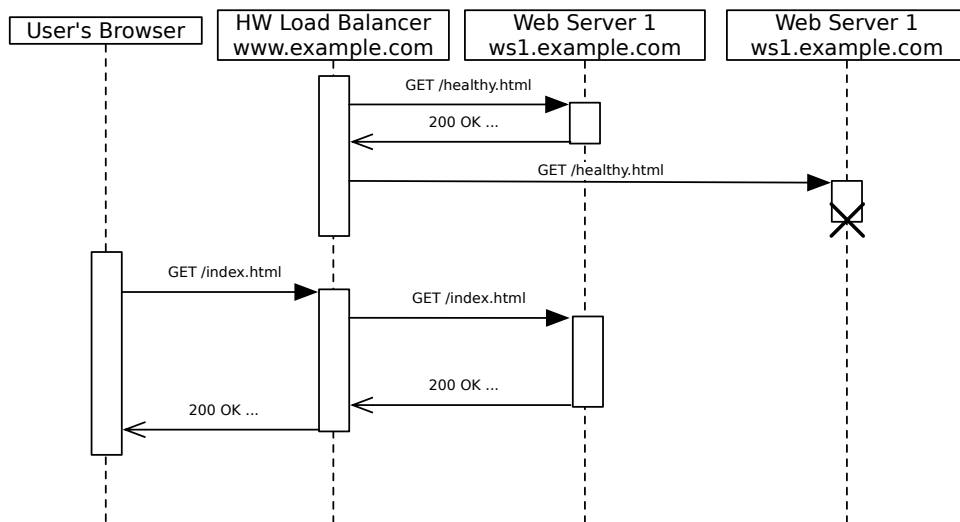 User's Browser
HW Load Balancer
www.example.com
Web Server 1
ws1.example.com
Web Server 1
ws1.example.com
GET /healthy.html
200 OK ...
GET /healthy.html
GET /index.html
GET /index.html
200 OK ...
200 OK ...